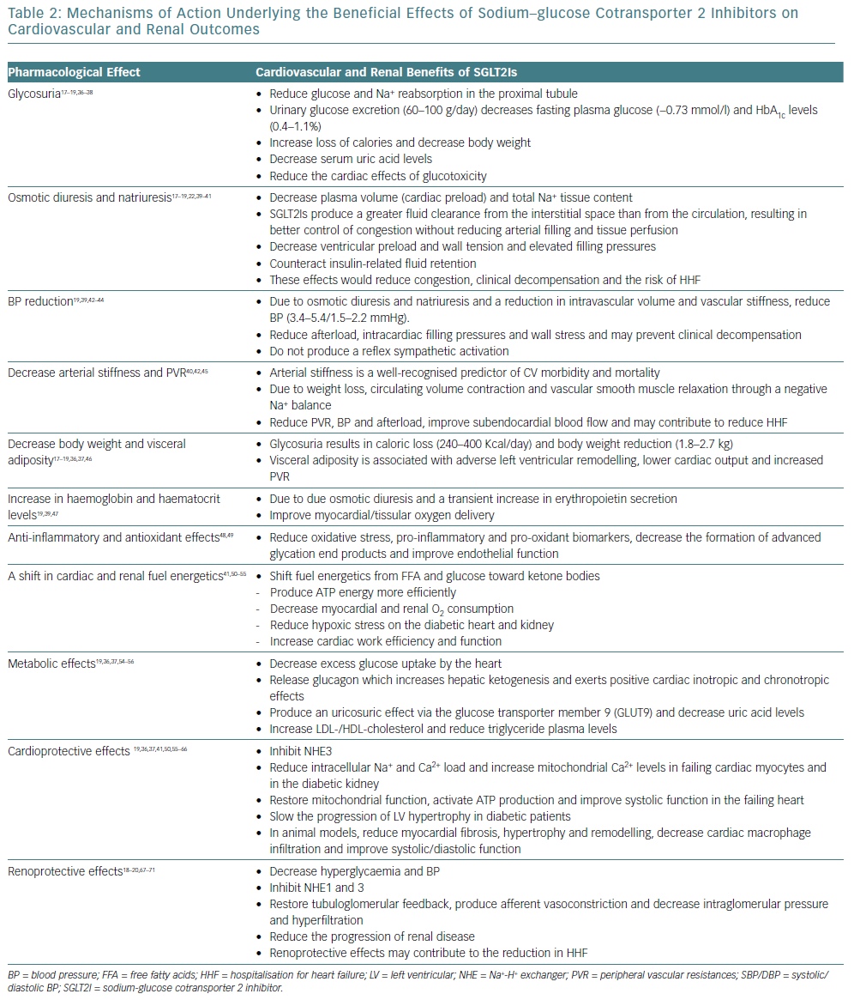 Table 2: Mechanisms of Action Underlying the Beneficial Effects of Sodium–glucose Cotransporter 2 Inhibitors on
Cardiovascular and Renal Outcomes
Pharmacological Effect Cardiovascular and Renal Benefits of SGLT2Is
Glycosuria17–19,36–38 • Reduce glucose and Na+ reabsorption in the proximal tubule
• Urinary glucose excretion (60–100 g/day) decreases fasting plasma glucose (−0.73 mmol/l) and HbA1c levels
(0.4–1.1%)
• Increase loss of calories and decrease body weight
• Decrease serum uric acid levels
• Reduce the cardiac effects of glucotoxicity
Osmotic diuresis and natriuresis17–19,22,39–41 • Decrease plasma volume (cardiac preload) and total Na+ tissue content
• SGLT2Is produce a greater fluid clearance from the interstitial space than from the circulation, resulting in
better control of congestion without reducing arterial filling and tissue perfusion
• Decrease ventricular preload and wall tension and elevated filling pressures
• Counteract insulin-related fluid retention
• These effects would reduce congestion, clinical decompensation and the risk of HHF
BP reduction19,39,42–44 • Due to osmotic diuresis and natriuresis and a reduction in intravascular volume and vascular stiffness, reduce
BP (3.4–5.4/1.5–2.2 mmHg).
• Reduce afterload, intracardiac filling pressures and wall stress and may prevent clinical decompensation
• Do not produce a reflex sympathetic activation
Decrease arterial stiffness and PVR40,42,45 • Arterial stiffness is a well-recognised predictor of CV morbidity and mortality
• Due to weight loss, circulating volume contraction and vascular smooth muscle relaxation through a negative
Na+ balance
• Reduce PVR, BP and afterload, improve subendocardial blood flow and may contribute to reduce HHF
Decrease body weight and visceral • Glycosuria results in caloric loss (240–400 Kcal/day) and body weight reduction (1.8–2.7 kg)
adiposity17–19,36,37,46 • Visceral adiposity is associated with adverse left ventricular remodelling, lower cardiac output and increased
PVR
Increase in haemoglobin and haematocrit • Due to due osmotic diuresis and a transient increase in erythropoietin secretion
levels19,39,47 • Improve myocardial/tissular oxygen delivery
Anti-inflammatory and antioxidant effects48,49 • Reduce oxidative stress, pro-inflammatory and pro-oxidant biomarkers, decrease the formation of advanced
glycation end products and improve endothelial function
A shift in cardiac and renal fuel energetics41,50–55 • Shift fuel energetics from FFA and glucose toward ketone bodies
- Produce ATP energy more efficiently
- Decrease myocardial and renal O2 consumption
- Reduce hypoxic stress on the diabetic heart and kidney
- Increase cardiac work efficiency and function
Metabolic effects19,36,37,54–56 • Decrease excess glucose uptake by the heart
• Release glucagon which increases hepatic ketogenesis and exerts positive cardiac inotropic and chronotropic
effects
• Produce an uricosuric effect via the glucose transporter member 9 (GLUT9) and decrease uric acid levels
• Increase LDL-/HDL-cholesterol and reduce triglyceride plasma levels
Cardioprotective effects 19,36,37,41,50,55–66 • Inhibit NHE3
• Reduce intracellular Na+ and Ca2+ load and increase mitochondrial Ca2+ levels in failing cardiac myocytes and
in the diabetic kidney
• Restore mitochondrial function, activate ATP production and improve systolic function in the failing heart
• Slow the progression of LV hypertrophy in diabetic patients
• In animal models, reduce myocardial fibrosis, hypertrophy and remodelling, decrease cardiac macrophage
infiltration and improve systolic/diastolic function
Renoprotective effects18–20,67–71 • Decrease hyperglycaemia and BP
• Inhibit NHE1 and 3
• Restore tubuloglomerular feedback, produce afferent vasoconstriction and decrease intraglomerular pressure
and hyperfiltration
• Reduce the progression of renal disease
• Renoprotective effects may contribute to the reduction in HHF
BP = blood pressure; FFA = free fatty acids; HHF = hospitalisation for heart failure; LV = left ventricular; NHE = Na+-H+ exchanger; PVR = peripheral vascular resistances; SBP/DBP = systolic/
diastolic BP; SGLT2I = sodium-glucose cotransporter 2 inhibitor.